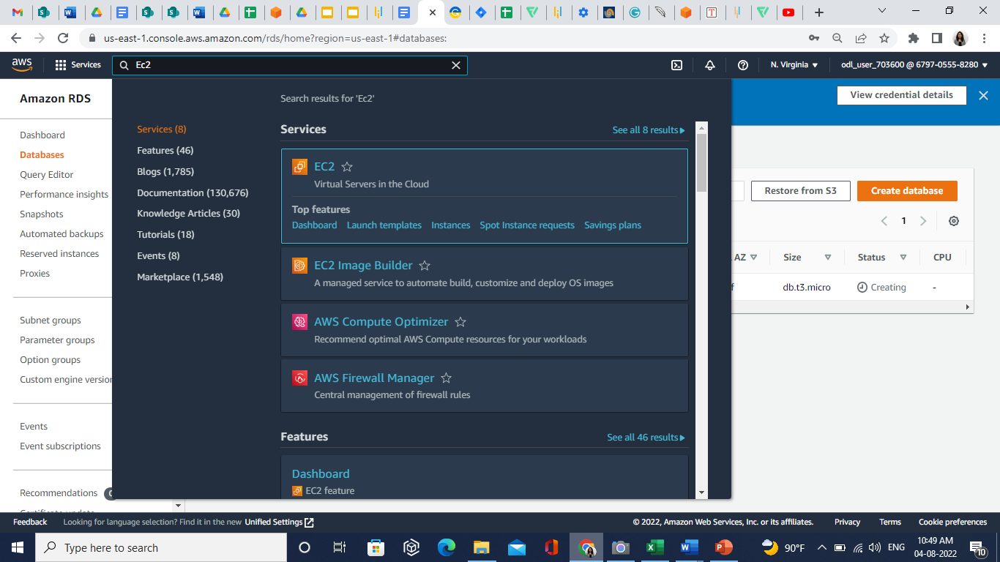 us-east-1.console.aws.amazon.com/rds/home?region=us-east-1#databases:
aws
Services
Ec2
N. Virginia
odl_user_703600 @ 6797-0555-8280
Amazon RDS
Dashboard
Databases
Query Editor
Performance insights
Snapshots
Automated backups
Reserved instances
Proxies
Subnet groups
Parameter groups
Option groups
Custom engine version
Events
Event subscriptions
Recommendations
Search results for 'Ec2'
Services (8)
Features (46)
Blogs (1,785)
Documentation (130,676)
Knowledge Articles (30)
Tutorials (18)
Events (8)
Marketplace (1,548)
Services
See all 8 results
EC2
Virtual Servers in the Cloud
Top features
Dashboard Launch templates Instances Spot Instance requests Savings plans
EC2 Image Builder
A managed service to automate build, customize and deploy OS images
AWS Compute Optimizer
Recommend optimal AWS Compute resources for your workloads
AWS Firewall Manager
Central management of firewall rules
Features
See all 46 results
Dashboard
EC2 feature
View credential details
Restore from S3
Create database
1
AZ Size Status CPU
db.t3.micro Creating -
Feedback Looking for language selection? Find it in the new Unified Settings
© 2022, Amazon Web Services, Inc. or its affiliates. Privacy Terms Cookie preferences
Type here to search
90°F
ENG
10:49 AM
04-08-2022
10